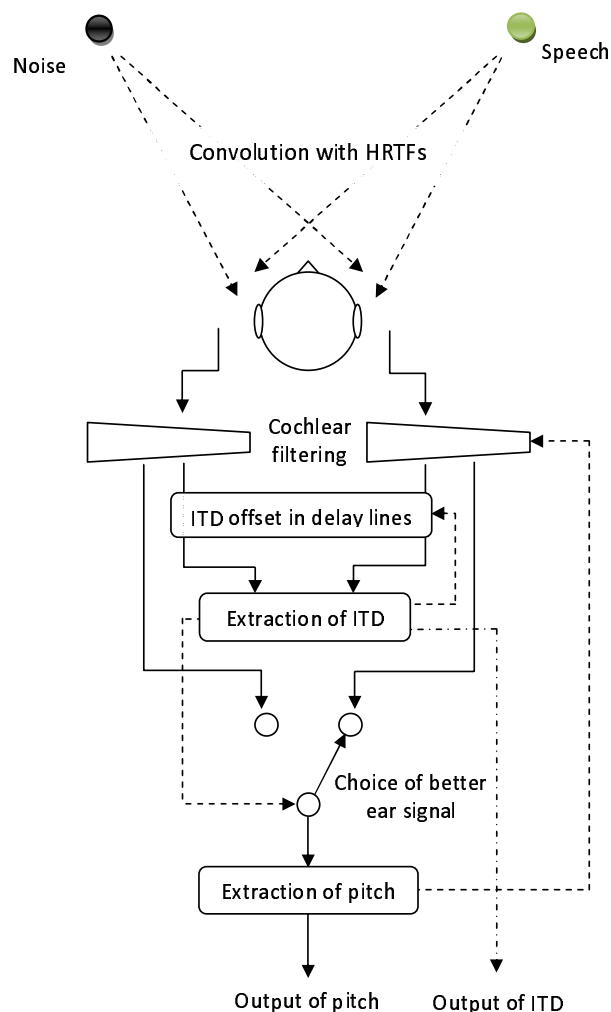 Noise
Speech
Convolution with HRTFs
Cochlear
filtering
ITD offset in delay lines
Extraction of ITD
Choice of better
ear signal
Extraction of pitch
Output of pitch
Output of ITD